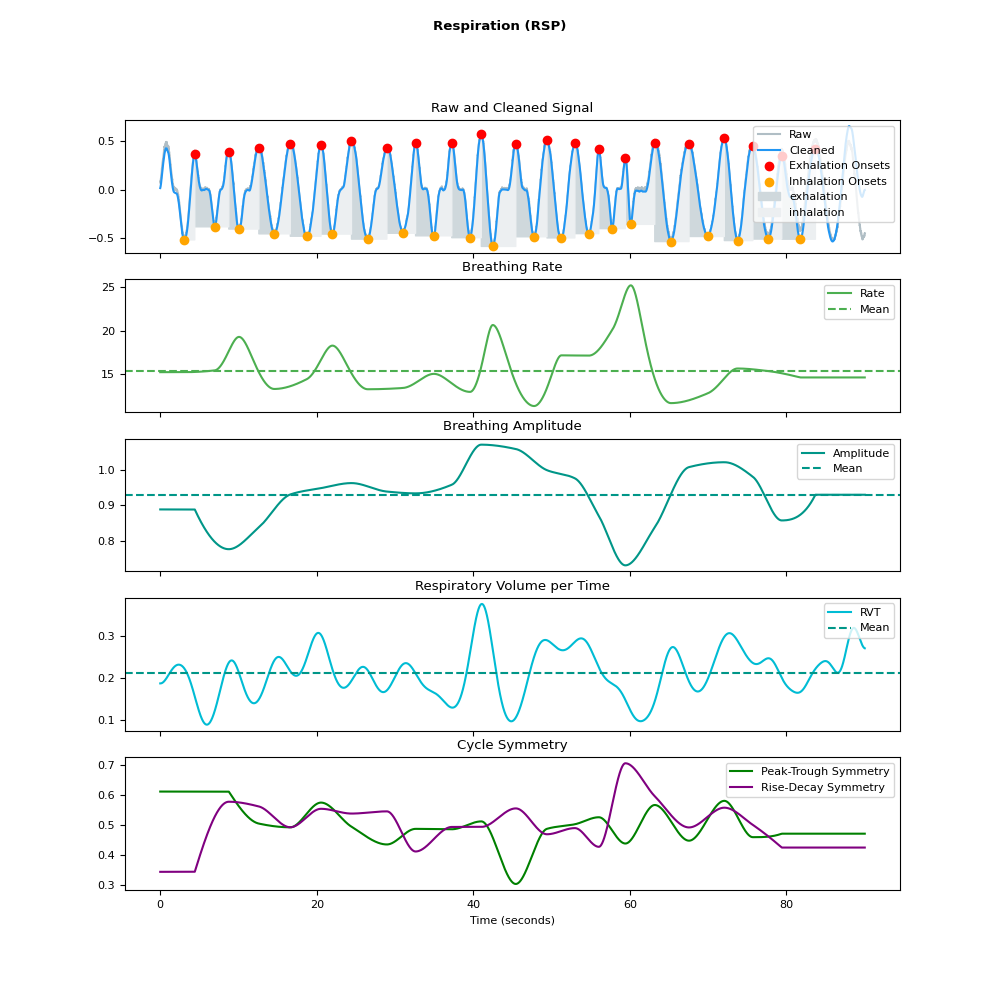 Respiration (RSP)
Raw and Cleaned Signal
0.5
0.0
−0.5
Raw
Cleaned
Exhalation Onsets
Inhalation Onsets
exhalation
inhalation
Breathing Rate
25
20
15
Rate
Mean
Breathing Amplitude
1.0
0.9
0.8
Amplitude
Mean
Respiratory Volume per Time
0.3
0.2
0.1
RVT
Mean
Cycle Symmetry
0.7
0.6
0.5
0.4
0.3
Peak-Trough Symmetry
Rise-Decay Symmetry
0 20 40 60 80
Time (seconds)